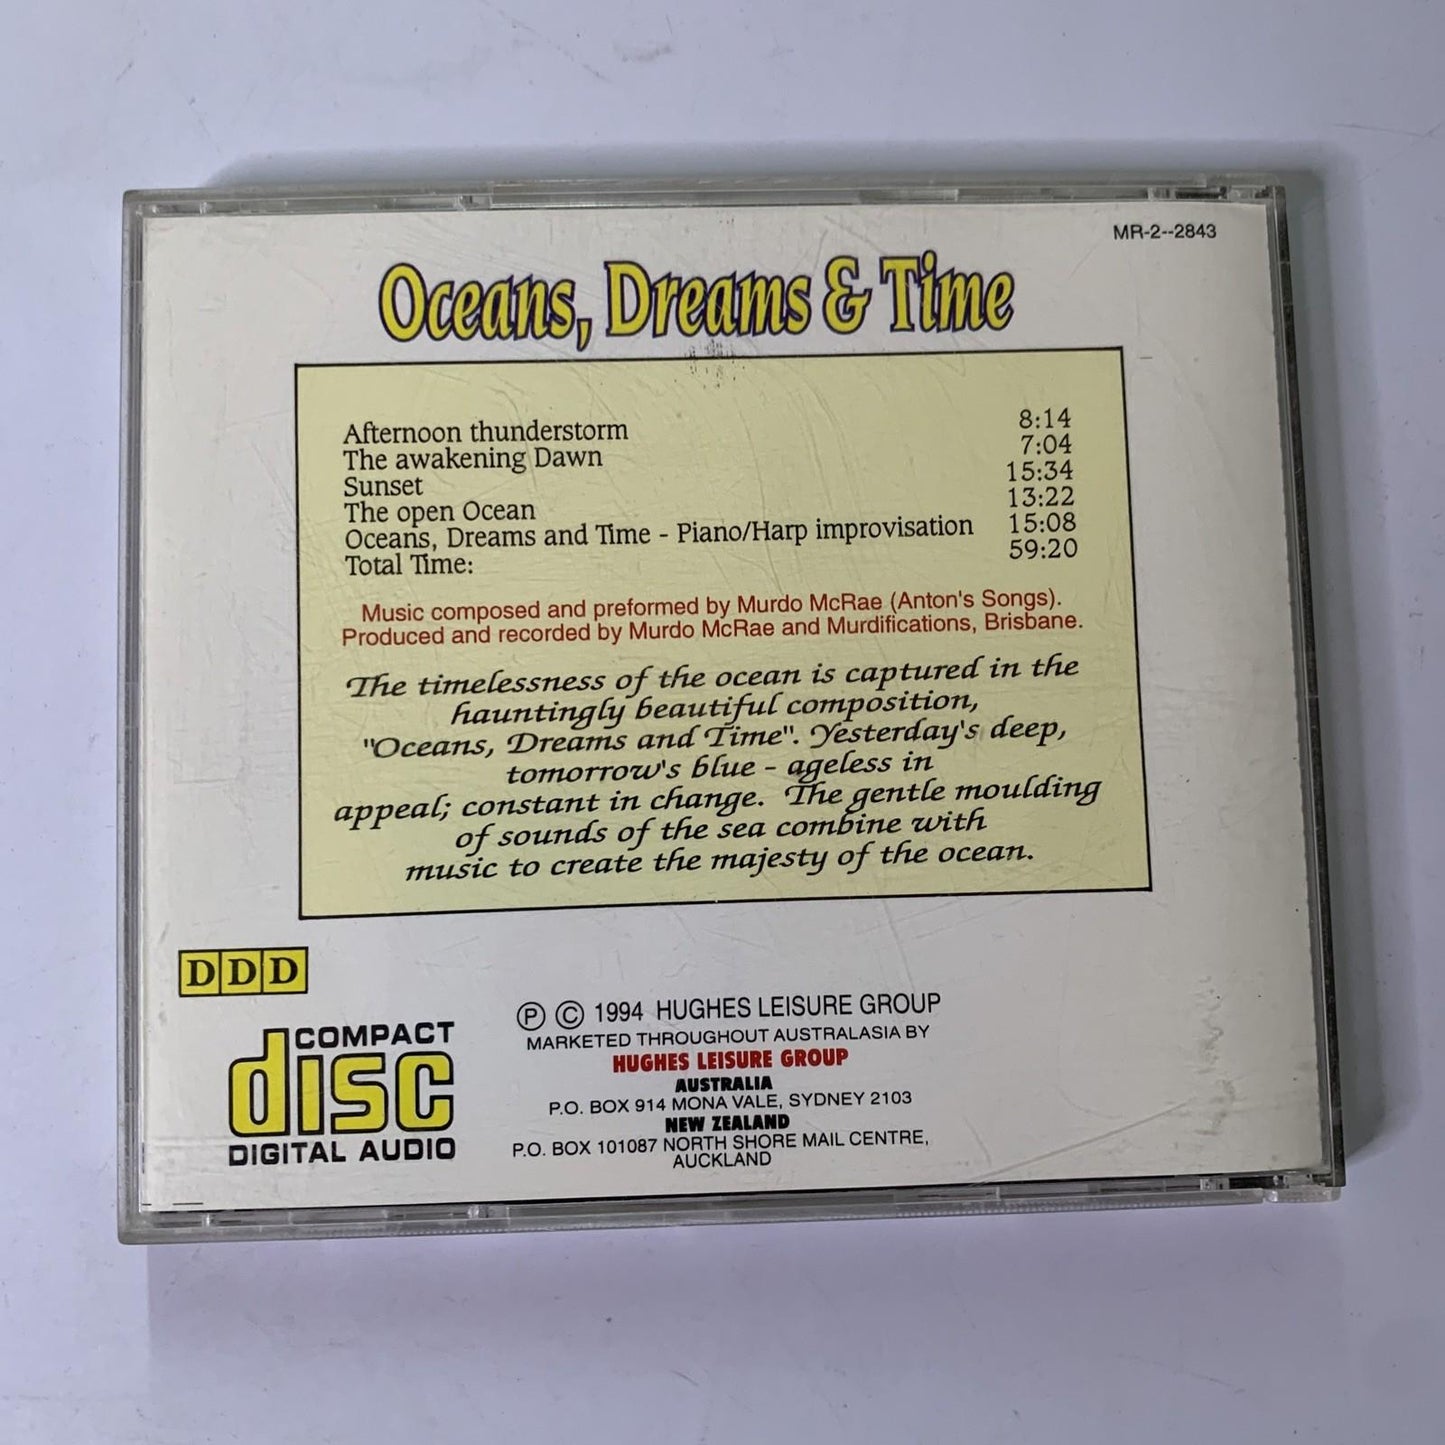 MR-2--2843
Oceans, Dreams & Time
Afternoon thunderstorm 8:14
The awakening Dawn 7:04
Sunset 15:34
The open Ocean 13:22
Oceans, Dreams and Time - Piano/Harp improvisation 15:08
Total Time: 59:20
Music composed and preformed by Murdo McRae (Anton's Songs).
Produced and recorded by Murdo McRae and Murdifications, Brisbane.
The timelessness of the ocean is captured in the
hauntingly beautiful composition,
"Oceans, Dreams and Time". Yesterday's deep,
tomorrow's blue - ageless in
appeal; constant in change. The gentle moulding
of sounds of the sea combine with
music to create the majesty of the ocean.
DDD
COMPACT
disc
DIGITAL AUDIO
Ⓟ © 1994 HUGHES LEISURE GROUP
MARKETED THROUGHOUT AUSTRALASIA BY
HUGHES LEISURE GROUP
AUSTRALIA
P.O. BOX 914 MONA VALE, SYDNEY 2103
NEW ZEALAND
P.O. BOX 101087 NORTH SHORE MAIL CENTRE,
AUCKLAND